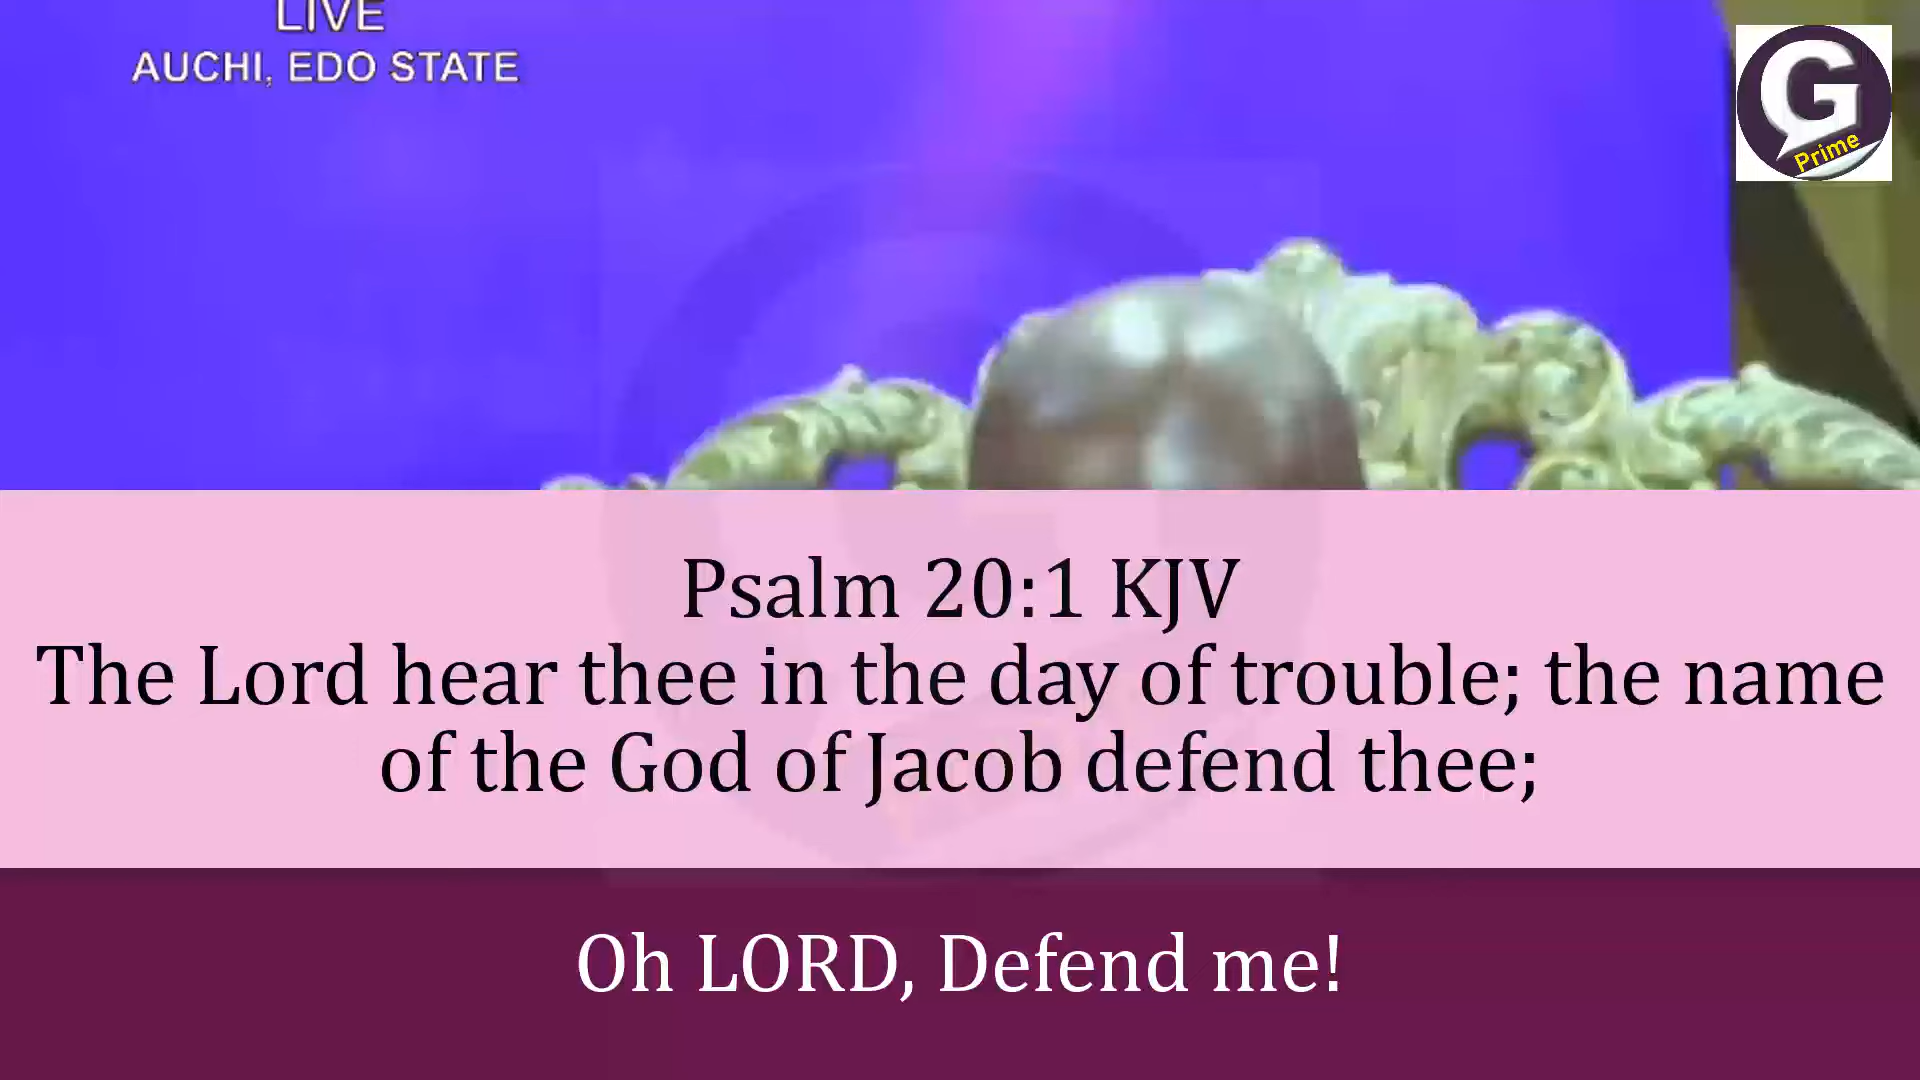 LIVE
AUCHI, EDO STATE
G
Prime
Psalm 20:1 KJV
The Lord hear thee in the day of trouble; the name
of the God of Jacob defend thee;
Oh LORD, Defend me!